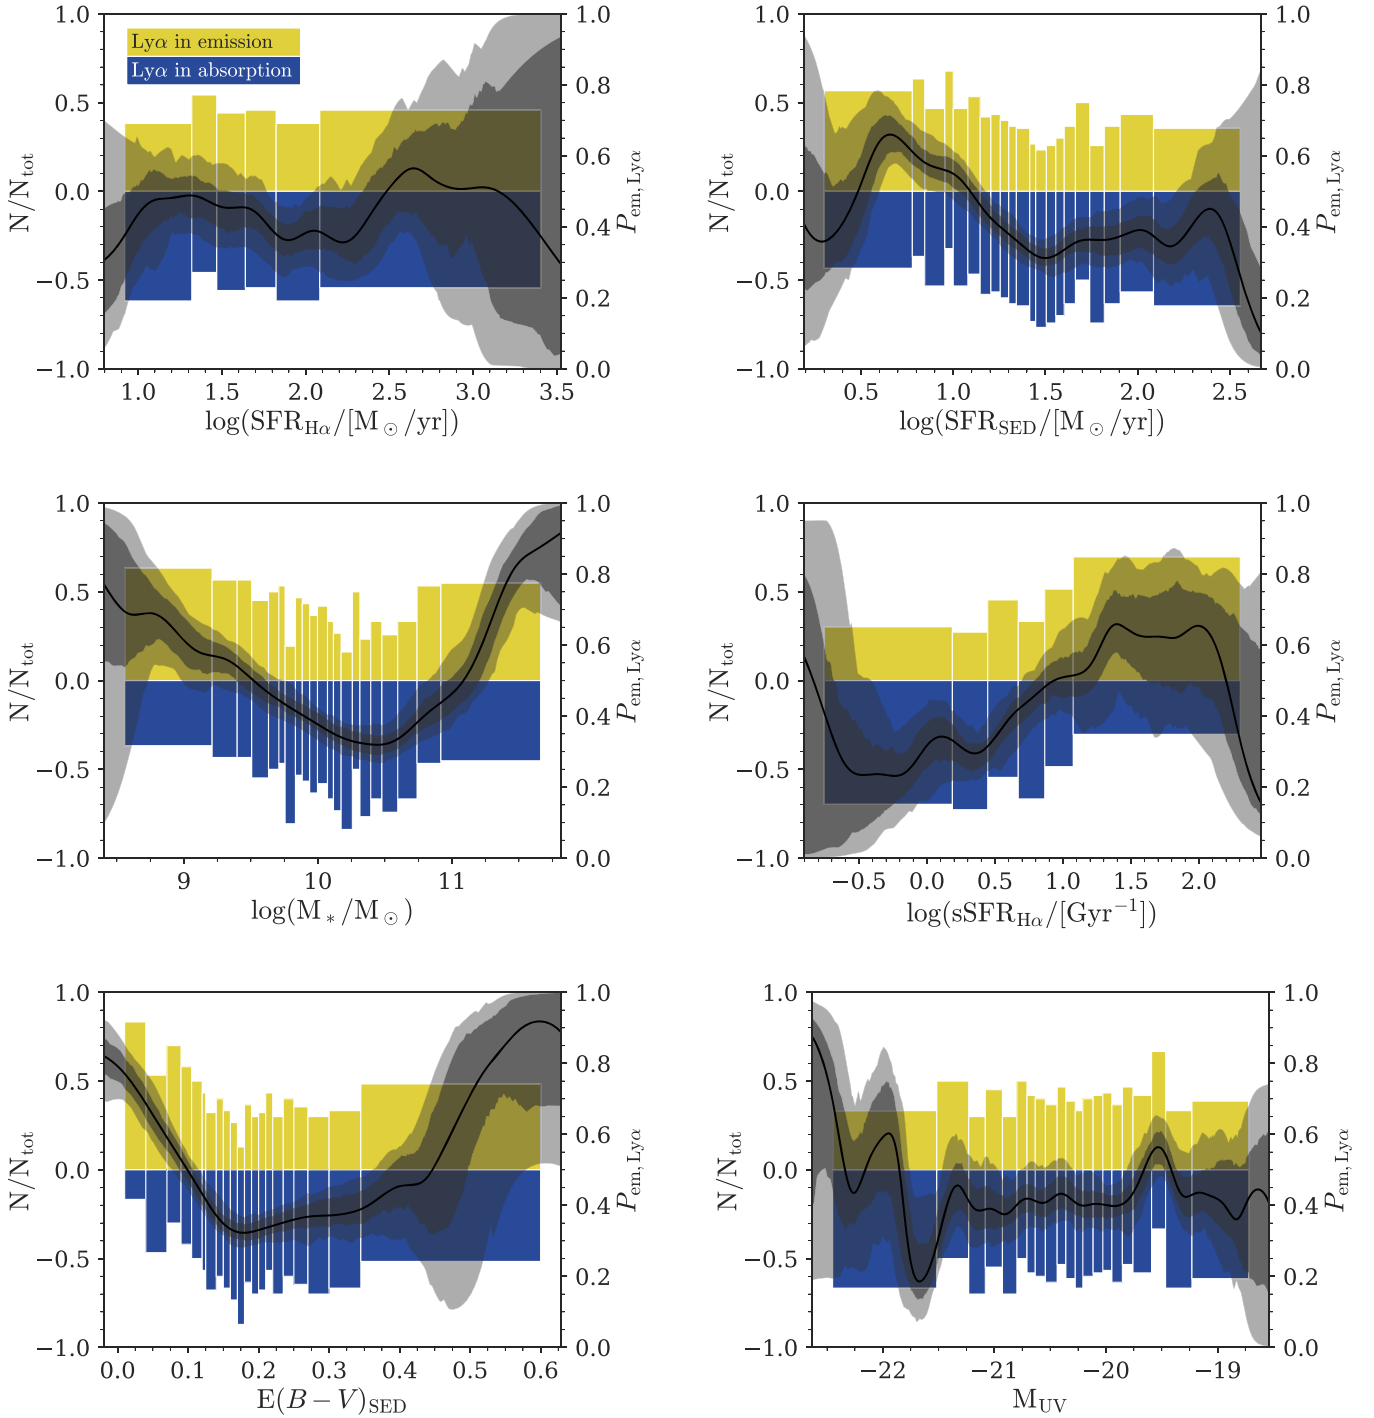 1.0
0.5
0.0
−0.5
−1.0
N/N_tot
Lyα in emission
Lyα in absorption
1.0
0.8
0.6
0.4
0.2
0.0
P_em, Lyα
1.0 1.5 2.0 2.5 3.0 3.5
log(SFR_Hα/[M_⊙/yr])
1.0
0.5
0.0
−0.5
−1.0
N/N_tot
1.0
0.8
0.6
0.4
0.2
0.0
P_em, Lyα
0.5 1.0 1.5 2.0 2.5
log(SFR_SED/[M_⊙/yr])
1.0
0.5
0.0
−0.5
−1.0
N/N_tot
1.0
0.8
0.6
0.4
0.2
0.0
P_em, Lyα
9 10 11
log(M_*/M_⊙)
1.0
0.5
0.0
−0.5
−1.0
N/N_tot
1.0
0.8
0.6
0.4
0.2
0.0
P_em, Lyα
−0.5 0.0 0.5 1.0 1.5 2.0
log(sSFR_Hα/[Gyr⁻¹])
1.0
0.5
0.0
−0.5
−1.0
N/N_tot
1.0
0.8
0.6
0.4
0.2
0.0
P_em, Lyα
0.0 0.1 0.2 0.3 0.4 0.5 0.6
E(B − V)_SED
1.0
0.5
0.0
−0.5
−1.0
N/N_tot
1.0
0.8
0.6
0.4
0.2
0.0
P_em, Lyα
−22 −21 −20 −19
M_UV